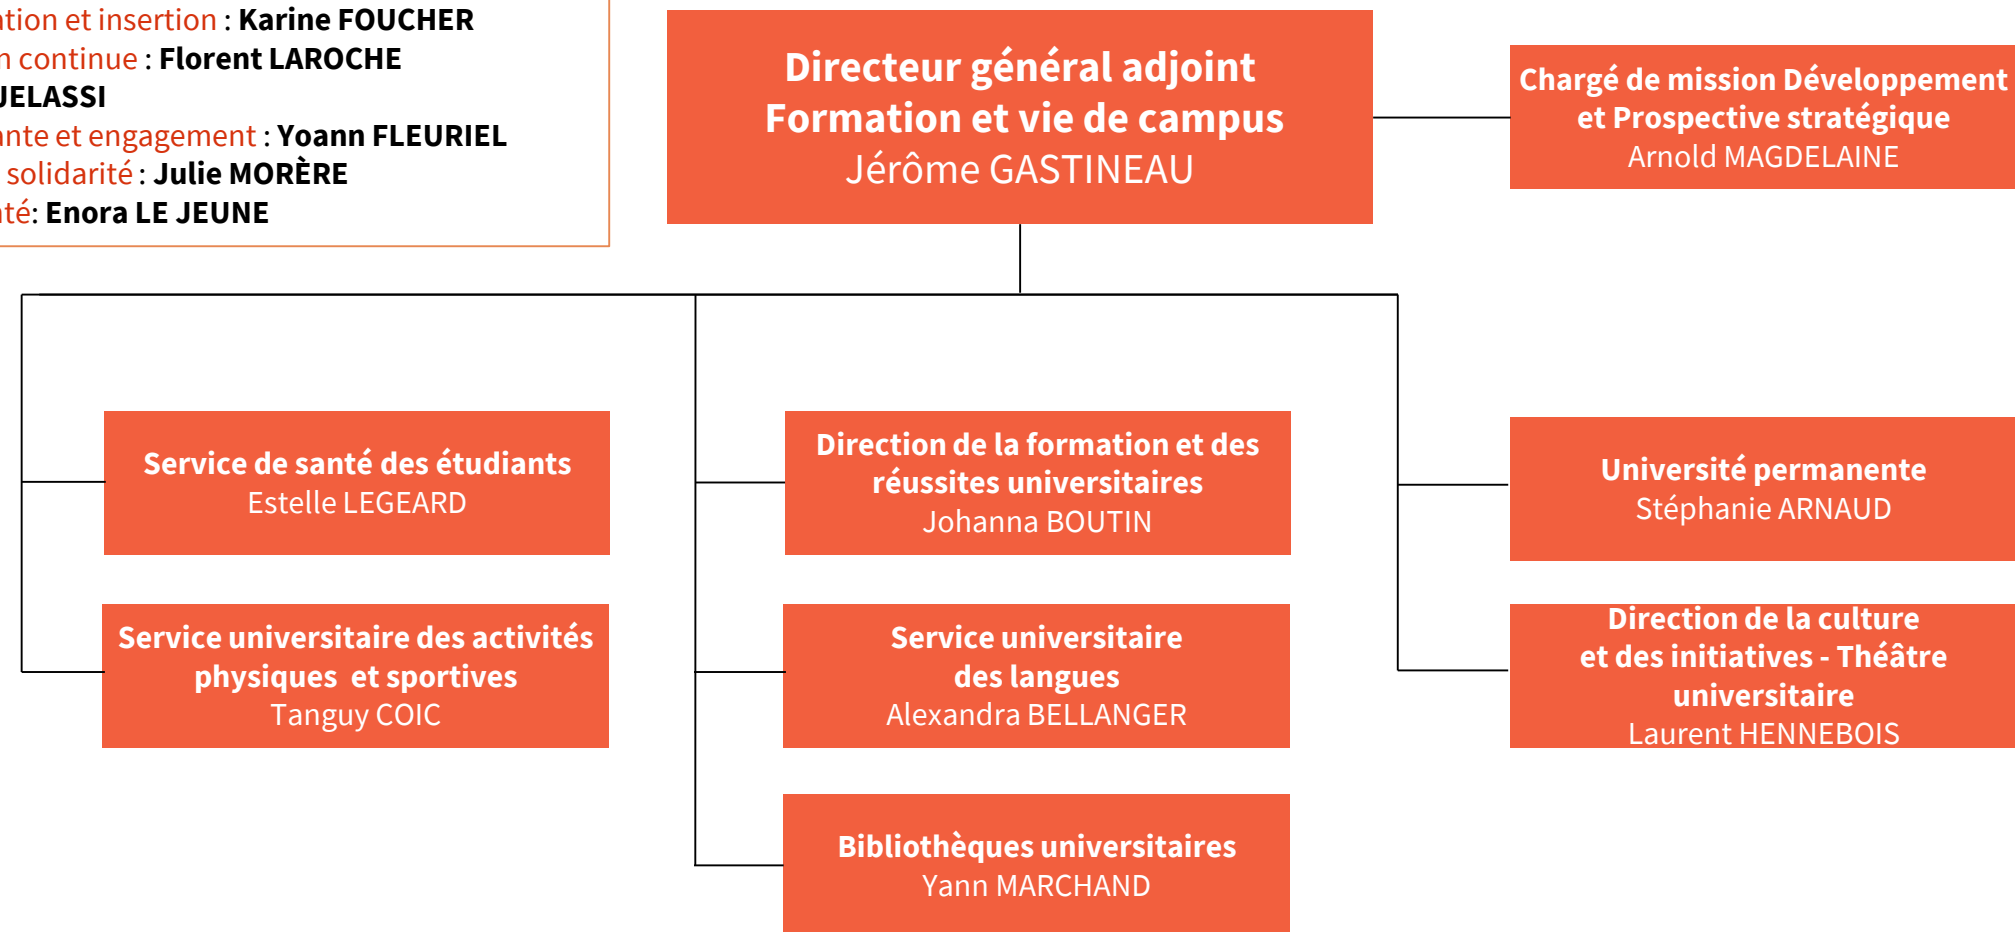 et insertion : Karine FOUCHER
continue : Florent LAROCHE
JELASSI
et engagement : Yoann FLEURIEL
solidarité : Julie MORÈRE
: Enora LE JEUNE
Directeur général adjoint
Formation et vie de campus
Jérôme GASTINEAU
Chargé de mission Développement
et Prospective stratégique
Arnold MAGDELAINE
Service de santé des étudiants
Estelle LEGEARD
Direction de la formation et des
réussites universitaires
Johanna BOUTIN
Université permanente
Stéphanie ARNAUD
Service universitaire des activités
physiques et sportives
Tanguy COIC
Service universitaire
des langues
Alexandra BELLANGER
Direction de la culture
et des initiatives - Théâtre
universitaire
Laurent HENNEBOIS
Bibliothèques universitaires
Yann MARCHAND